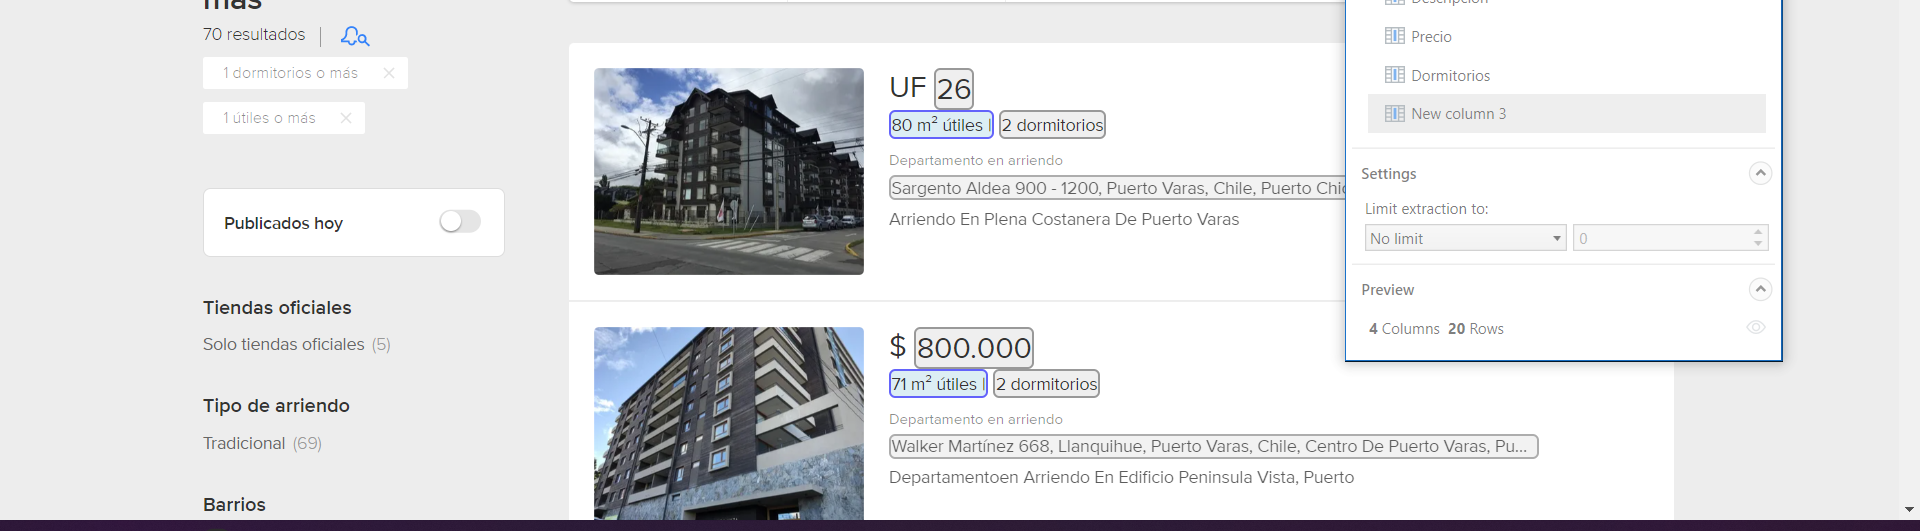 más
70 resultados
1 dormitorios o más
1 útiles o más
Publicados hoy
Tiendas oficiales
Solo tiendas oficiales (5)
Tipo de arriendo
Tradicional (69)
Barrios
UF 26
80 m² útiles | 2 dormitorios
Departamento en arriendo
Sargento Aldea 900 - 1200, Puerto Varas, Chile, Puerto Chic
Arriendo En Plena Costanera De Puerto Varas
$ 800.000
71 m² útiles | 2 dormitorios
Departamento en arriendo
Walker Martínez 668, Llanquihue, Puerto Varas, Chile, Centro De Puerto Varas, Pu...
Departamentoen Arriendo En Edificio Peninsula Vista, Puerto
Descripción
Precio
Dormitorios
New column 3
Settings
Limit extraction to:
No limit
0
Preview
4 Columns 20 Rows